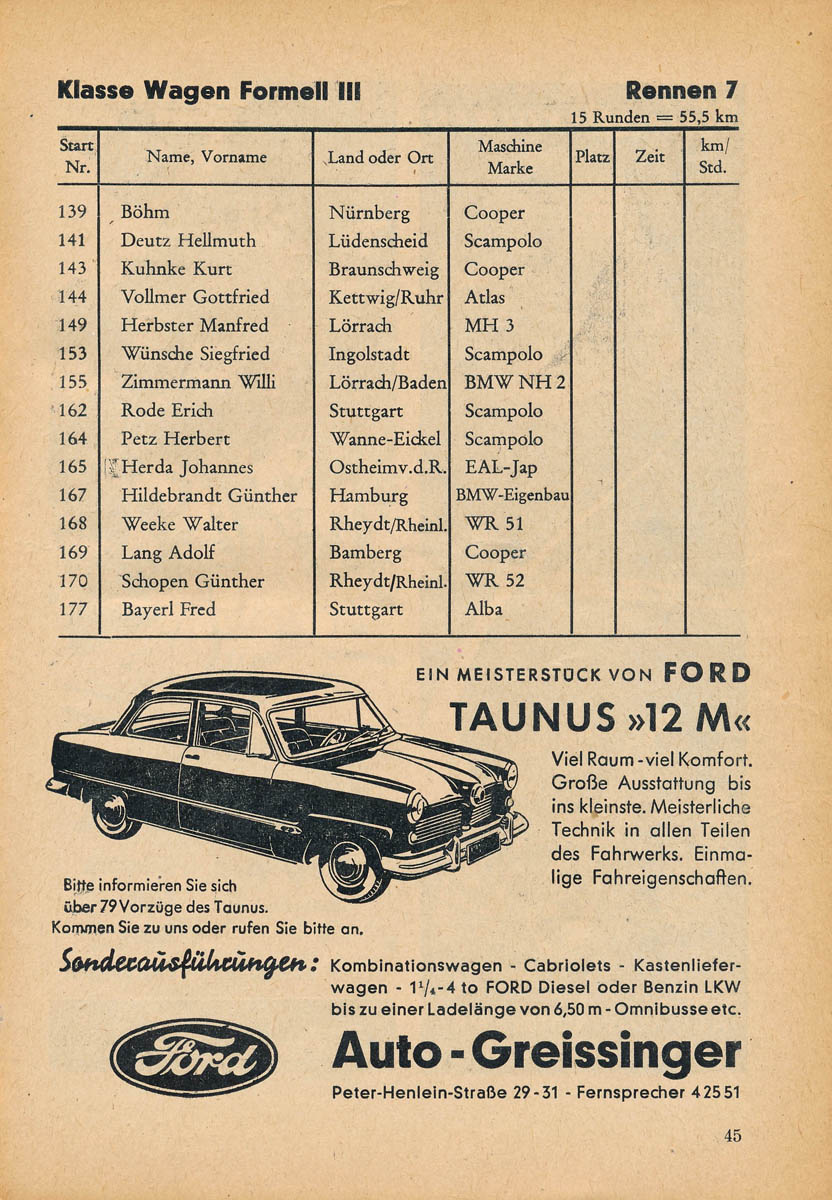 Klasse Wagen Formell III Rennen 7
15 Runden = 55,5 km
Start Nr. Name, Vorname Land oder Ort Maschine Marke Platz Zeit km/ Std.
139 Böhm Nürnberg Cooper
141 Deutz Hellmuth Lüdenscheid Scampolo
143 Kuhnke Kurt Braunschweig Cooper
144 Vollmer Gottfried Kettwig/Ruhr Atlas
149 Herbster Manfred Lörrach MH 3
153 Wünsche Siegfried Ingolstadt Scampolo
155 Zimmermann Willi Lörrach/Baden BMW NH 2
162 Rode Erich Stuttgart Scampolo
164 Petz Herbert Wanne-Eickel Scampolo
165 Herda Johannes Ostheimv.d.R. EAL-Jap
167 Hildebrandt Günther Hamburg BMW-Eigenbau
168 Weeke Walter Rheydt/Rheinl. WR 51
169 Lang Adolf Bamberg Cooper
170 Schopen Günther Rheydt/Rheinl. WR 52
177 Bayerl Fred Stuttgart Alba
EIN MEISTERSTÜCK VON FORD
TAUNUS »12 M«
Viel Raum-viel Komfort.
Große Ausstattung bis
ins kleinste. Meisterliche
Technik in allen Teilen
des Fahrwerks. Einma-
lige Fahreigenschaften.
Bitte informieren Sie sich
über 79 Vorzüge des Taunus.
Kommen Sie zu uns oder rufen Sie bitte an.
Sonderausführungen: Kombinationswagen - Cabriolets - Kastenliefer-
wagen - 1¹/₄-4 to FORD Diesel oder Benzin LKW
bis zu einer Ladelänge von 6,50 m - Omnibusse etc.
Ford
Auto-Greissinger
Peter-Henlein-Straße 29-31 - Fernsprecher 42551
45